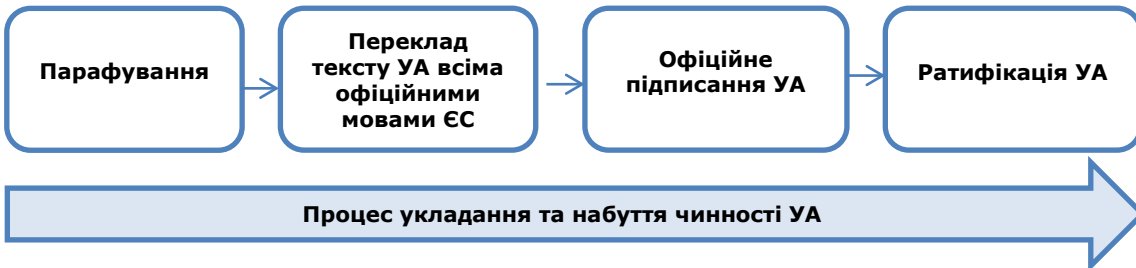 Парафування
Переклад
тексту УА всіма
офіційними
мовами ЄС
Офіційне
підписання УА
Ратифікація УА
Процес укладання та набуття чинності УА